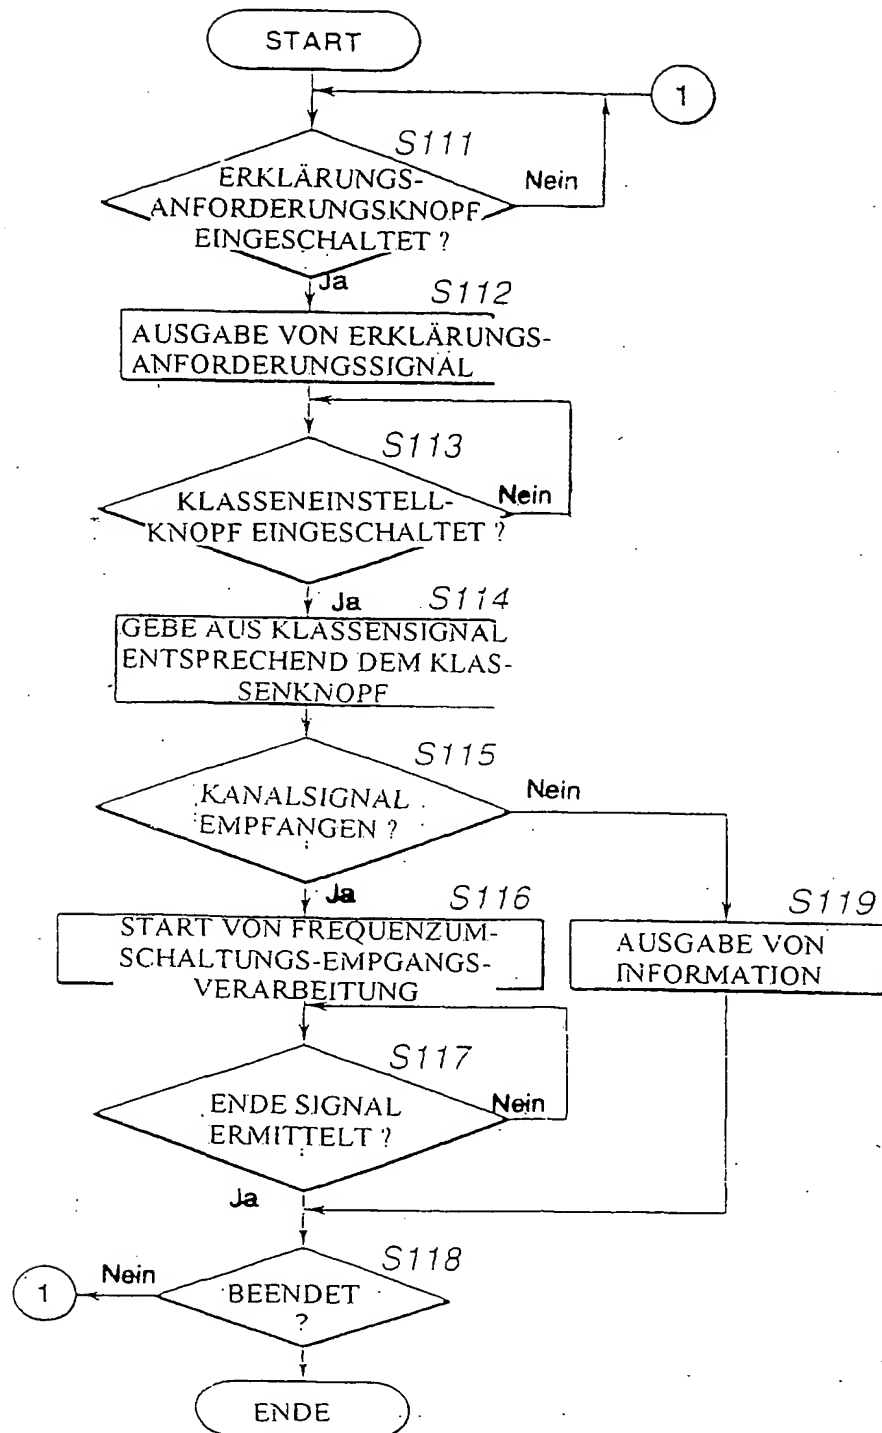 START
1
S111
ERKLÄRUNGS-
ANFORDERUNGSKNOPF
EINGESCHALTET ?
Nein
Ja
S112
AUSGABE VON ERKLÄRUNGS-
ANFORDERUNGSSIGNAL
S113
KLASSENEINSTELL-
KNOPF EINGESCHALTET ?
Nein
Ja
S114
GEBE AUS KLASSENSIGNAL
ENTSPRECHEND DEM KLAS-
SENKNOPF
S115
KANALSIGNAL
EMPFANGEN ?
Nein
Ja
S116
START VON FREQUENZUM-
SCHALTUNGS-EMPGANGS-
VERARBEITUNG
S119
AUSGABE VON
INFORMATION
S117
ENDE SIGNAL
ERMITTELT ?
Nein
Ja
S118
BEENDET
?
Nein
1
ENDE